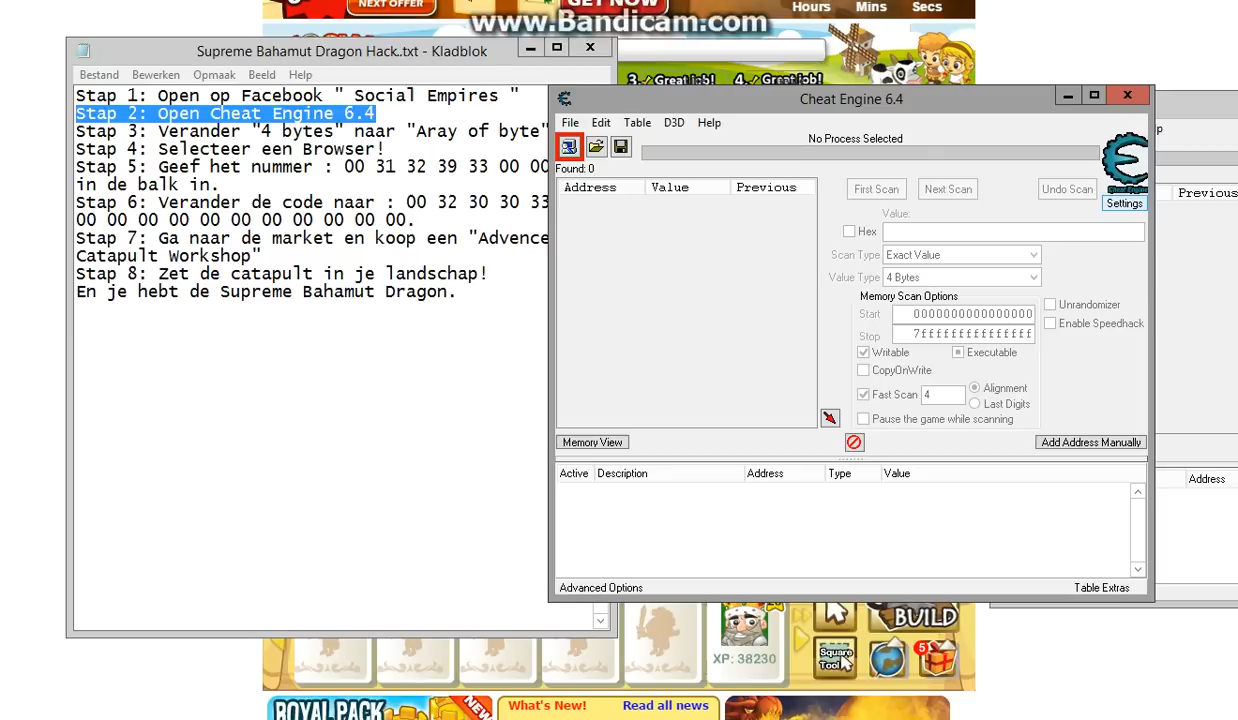 NEXT OFFER
GET NOW
Hours Mins Secs
www.Bandicam.com
Supreme Bahamut Dragon Hack..txt - Kladblok
Bestand Bewerken Opmaak Beeld Help
3. Great job! 4. Great job!
Stap 1: Open op Facebook " Social Empires "
Stap 2: Open Cheat Engine 6.4
Stap 3: Verander "4 bytes" naar "Aray of byte"
Stap 4: Selecteer een Browser!
Stap 5: Geef het nummer : 00 31 32 39 33 00 00
in de balk in.
Stap 6: Verander de code naar : 00 32 30 30 33
00 00 00 00 00 00 00 00 00 00.
Stap 7: Ga naar de market en koop een "Advence
Catapult Workshop"
Stap 8: Zet de catapult in je landschap!
En je hebt de Supreme Bahamut Dragon.
Cheat Engine 6.4
File Edit Table D3D Help
No Process Selected
Found: 0
Address Value Previous
First Scan Next Scan Undo Scan
Settings
Value:
Hex
Scan Type Exact Value
Value Type 4 Bytes
Memory Scan Options
Start 0000000000000000
Stop 7fffffffffffffff
Writable Executable
CopyOnWrite
Fast Scan 4 Alignment
Last Digits
Pause the game while scanning
Unrandomizer
Enable Speedhack
Memory View Add Address Manually
Active Description Address Type Value
Advanced Options Table Extras
Previous
Address
XP: 38230
BUILD
Square
Tool
5
ROYAL PACK NEW
What's New! Read all news